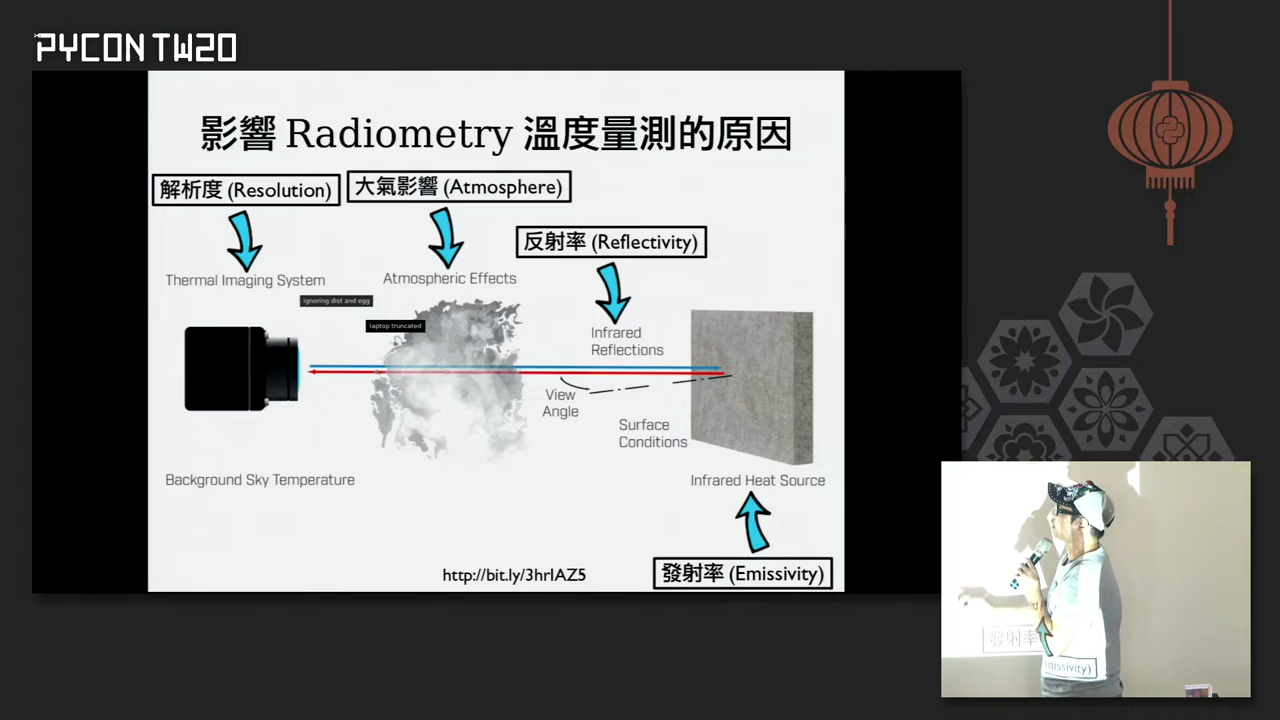 PYCON TW20
影響 Radiometry 溫度量測的原因
解析度 (Resolution)
大氣影響 (Atmosphere)
反射率 (Reflectivity)
Thermal Imaging System
Atmospheric Effects
ignoring dist and egg
laptop truncated
Infrared
Reflections
View
Angle
Surface
Conditions
Background Sky Temperature
Infrared Heat Source
http://bit.ly/3hrIAZ5
發射率 (Emissivity)
發射率
missivity)